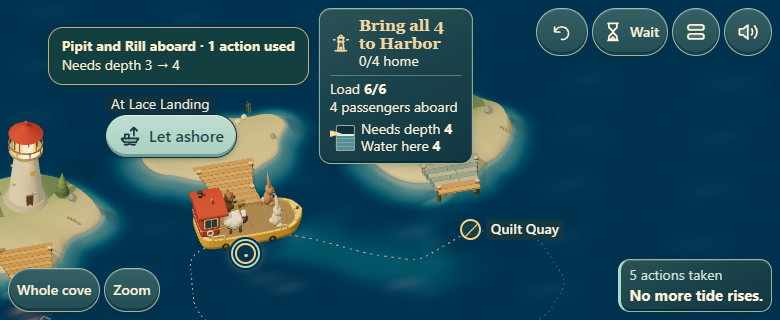 Pipit and Rill aboard · 1 action used
Needs depth 3 → 4
At Lace Landing
Let ashore
Bring all 4
to Harbor
0/4 home
Load 6/6
4 passengers aboard
Needs depth 4
Water here 4
Wait
Quilt Quay
Whole cove
Zoom
5 actions taken
No more tide rises.